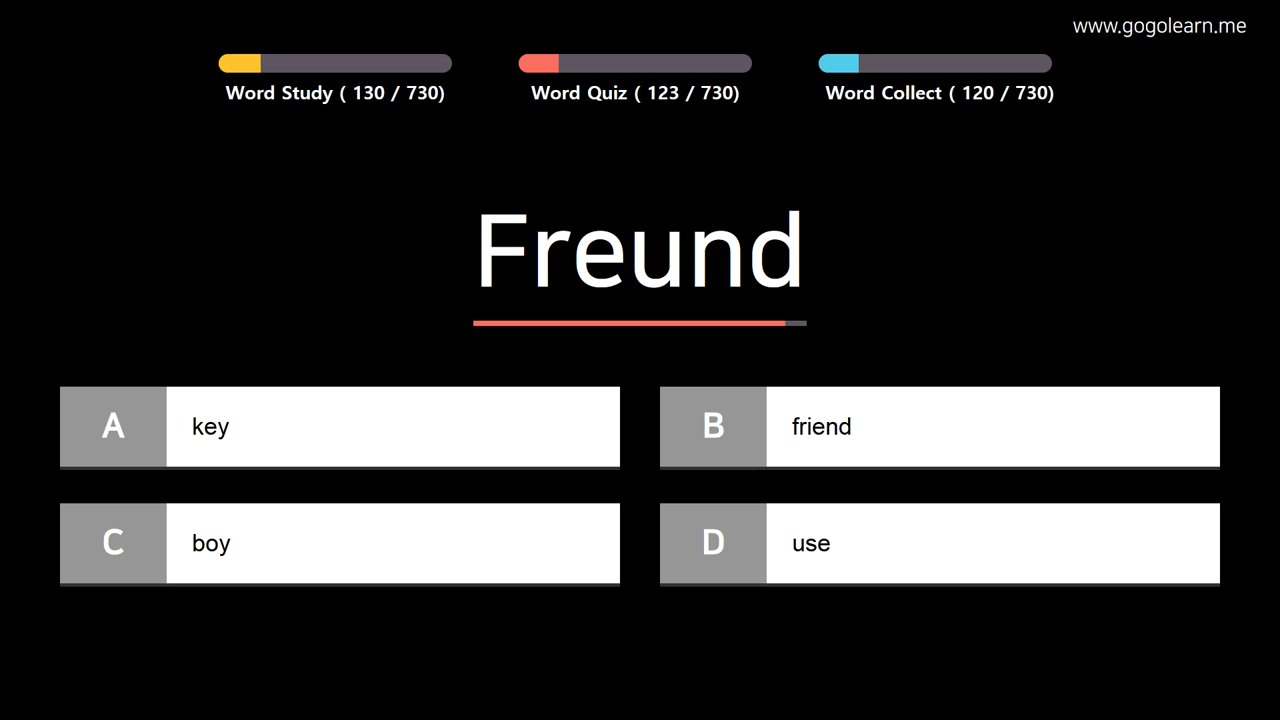 www.gogolearn.me
Word Study ( 130 / 730)
Word Quiz ( 123 / 730)
Word Collect ( 120 / 730)
Freund
A key
B friend
C boy
D use